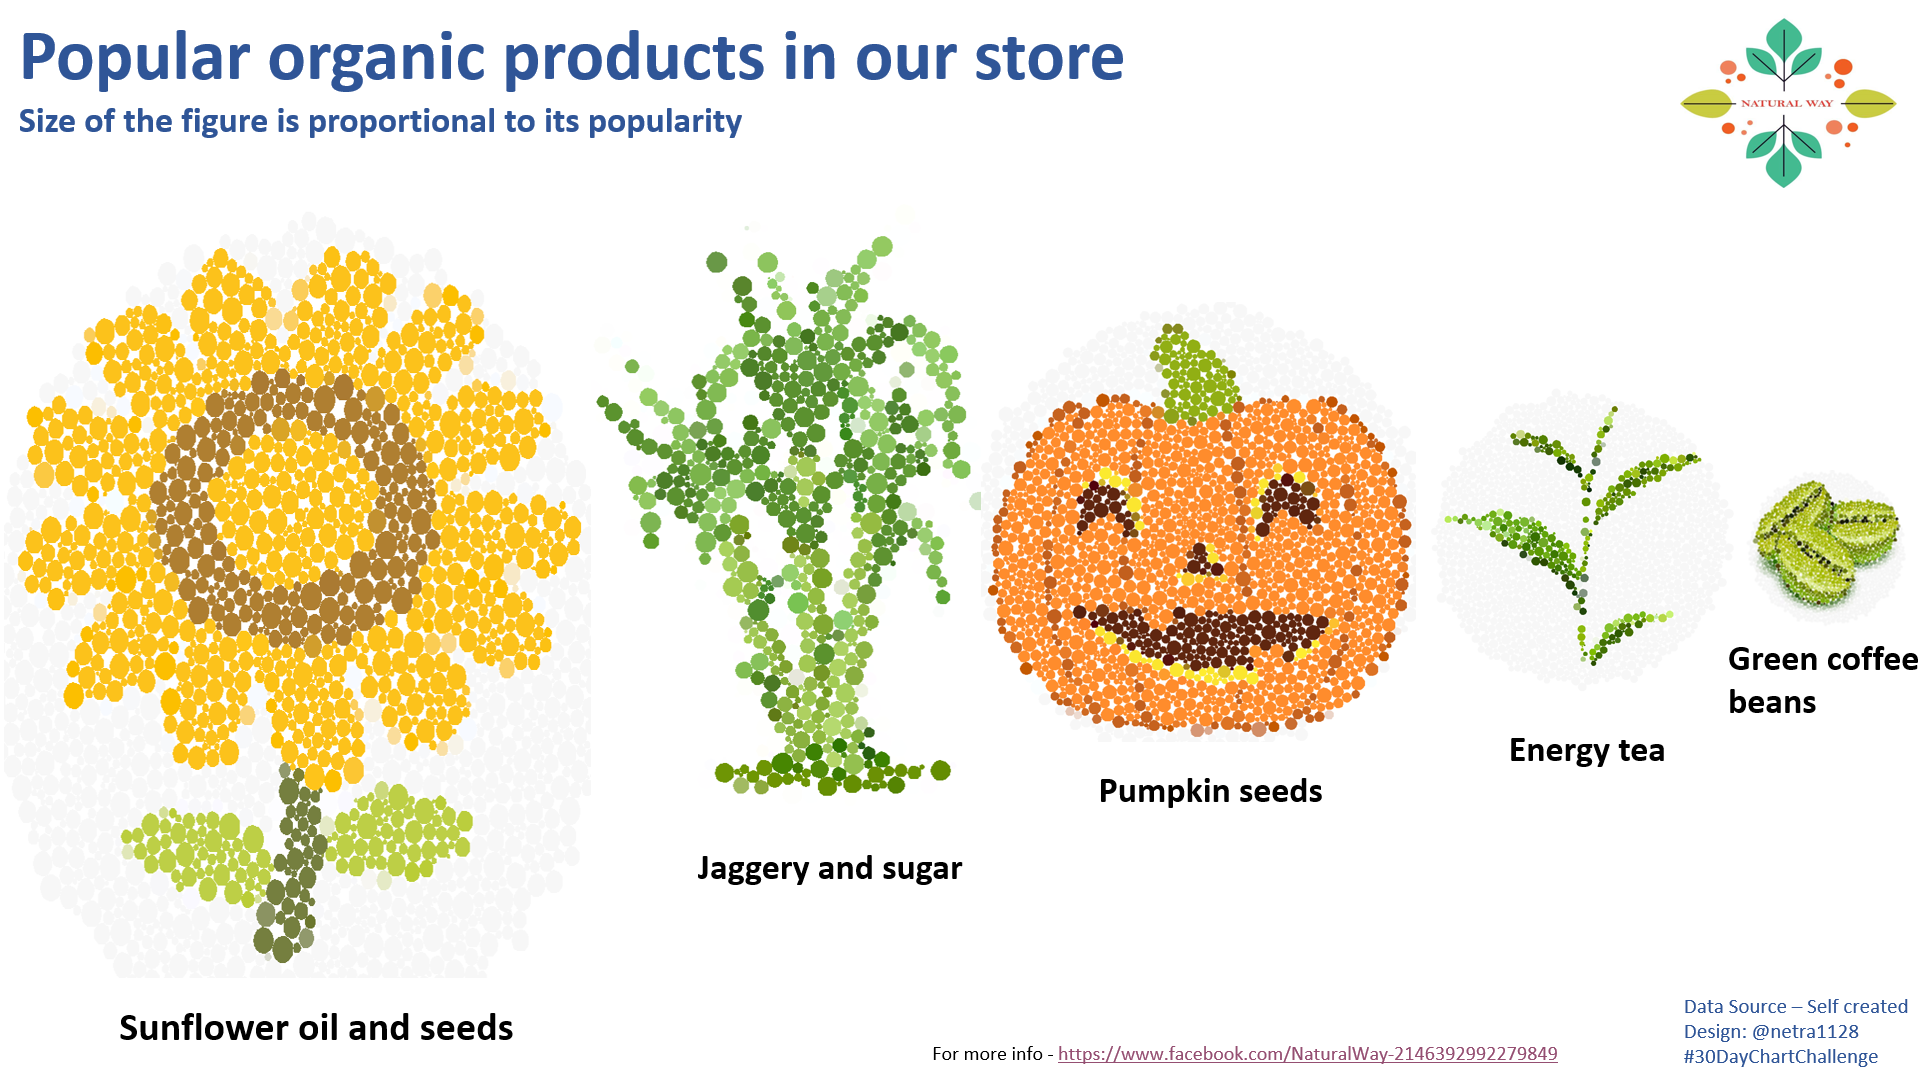 Popular organic products in our store
Size of the figure is proportional to its popularity
NATURAL WAY
Green coffee
beans
Energy tea
Pumpkin seeds
Jaggery and sugar
Sunflower oil and seeds
For more info - https://www.facebook.com/NaturalWay-2146392992279849
Data Source – Self created
Design: @netra1128
#30DayChartChallenge